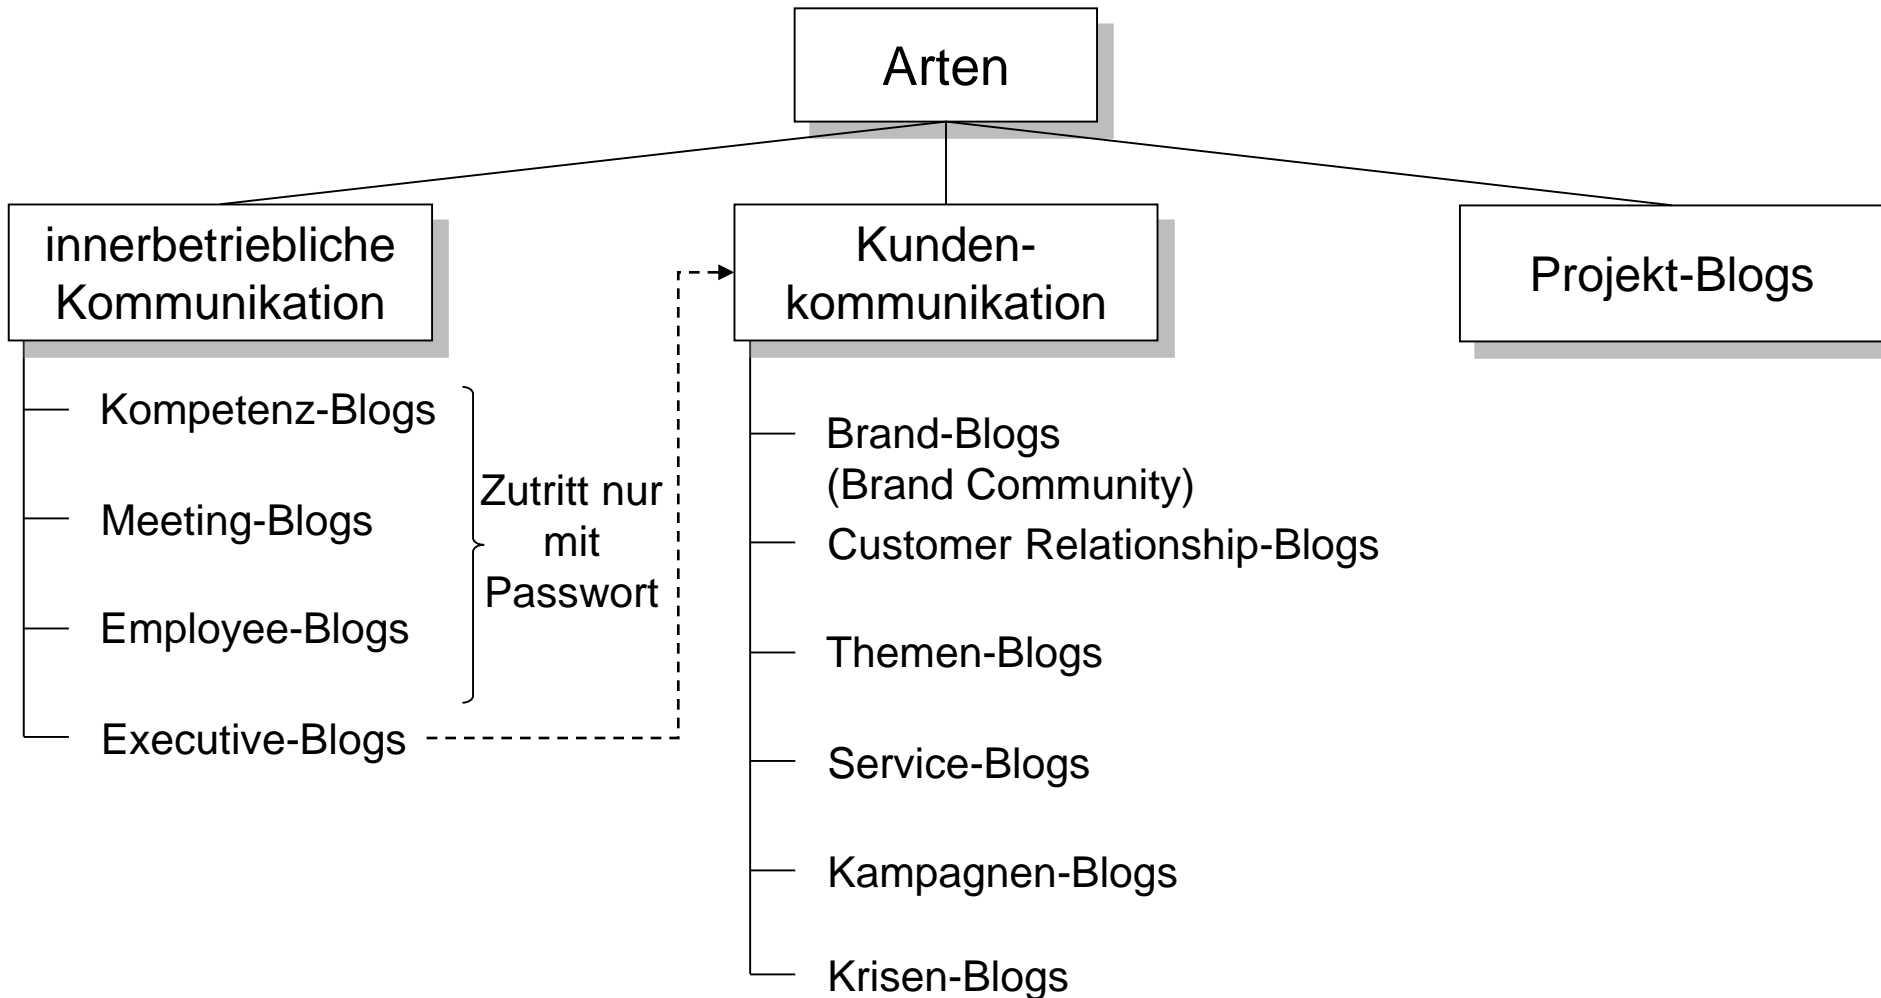 Arten
innerbetriebliche
Kommunikation
Kompetenz-Blogs
Meeting-Blogs
Employee-Blogs
Executive-Blogs
Zutritt nur
mit
Passwort
Kunden-
kommunikation
Brand-Blogs
(Brand Community)
Customer Relationship-Blogs
Themen-Blogs
Service-Blogs
Kampagnen-Blogs
Krisen-Blogs
Projekt-Blogs